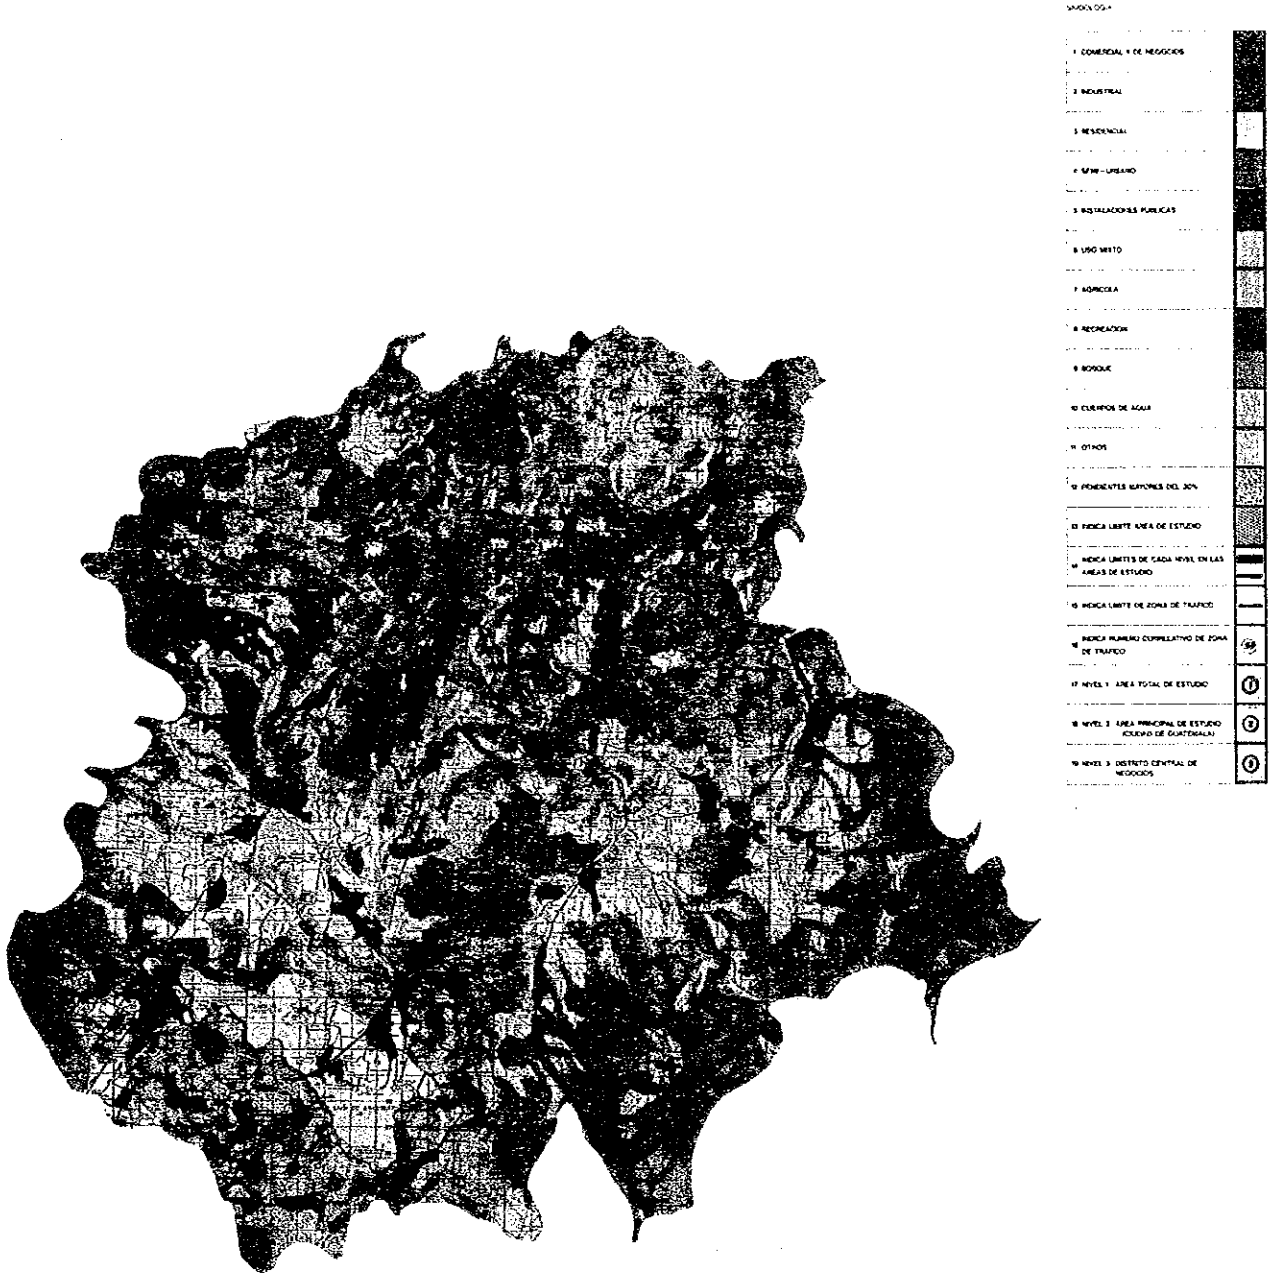 SIMBOLOGIA
1 COMERCIAL Y DE NEGOCIOS
2 INDUSTRIAL
3 RESIDENCIAL
4 SEMI-URBANO
5 INSTALACIONES PUBLICAS
6 USO MIXTO
7 AGRICOLA
8 RECREACION
9 BOSQUE
10 CUERPOS DE AGUA
11 OTROS
12 PENDIENTES MAYORES DEL 30%
13 INDICA LIMITE AREA DE ESTUDIO
14 INDICA LIMITES DE CADA NIVEL EN LAS
AREAS DE ESTUDIO
15 INDICA LIMITE DE ZONA DE TRAFICO
16 INDICA NUMERO CORRELATIVO DE ZONA
DE TRAFICO
17 NIVEL 1 AREA TOTAL DE ESTUDIO
18 NIVEL 2 AREA PRINCIPAL DE ESTUDIO
(CIUDAD DE GUATEMALA)
19 NIVEL 3 DISTRITO CENTRAL DE
NEGOCIOS